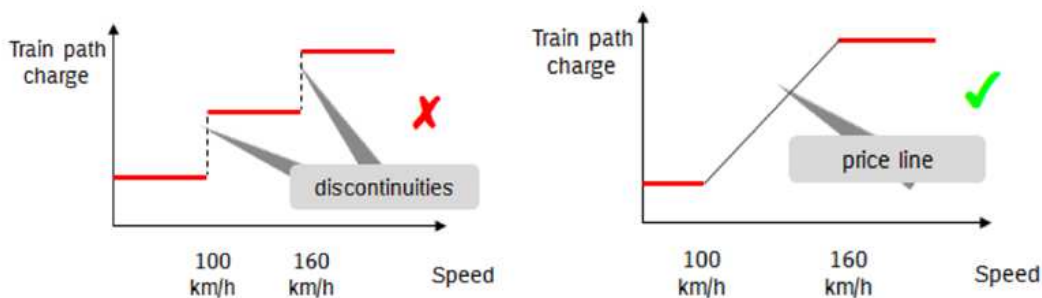 Train path
charge
discontinuities
100
km/h
160
km/h
Speed
Train path
charge
price line
100
km/h
160
km/h
Speed